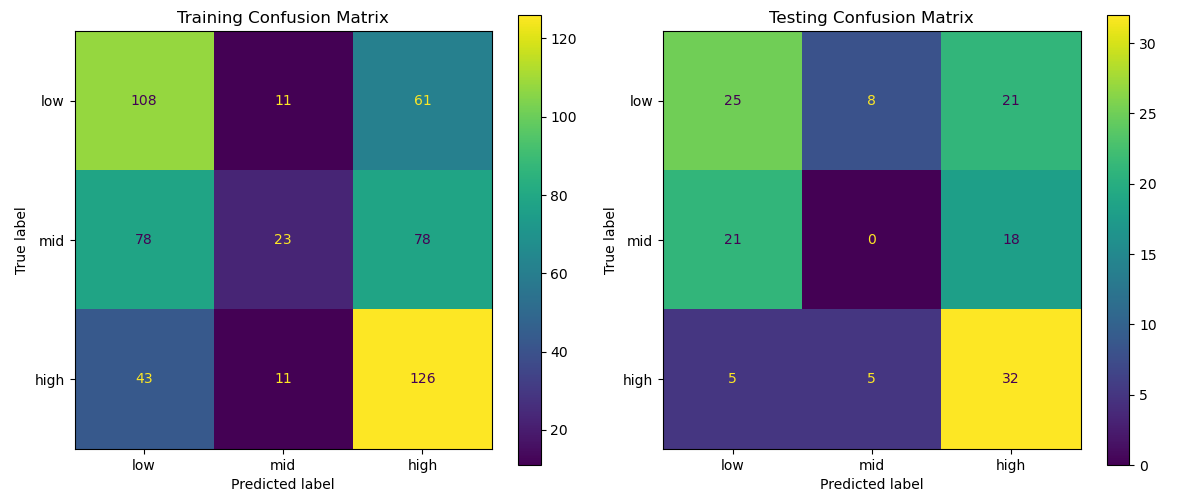 Training Confusion Matrix
low
mid
high
True label
108 11 61
78 23 78
43 11 126
low mid high
Predicted label
120
100
80
60
40
20
Testing Confusion Matrix
low
mid
high
True label
25 8 21
21 0 18
5 5 32
low mid high
Predicted label
30
25
20
15
10
5
0